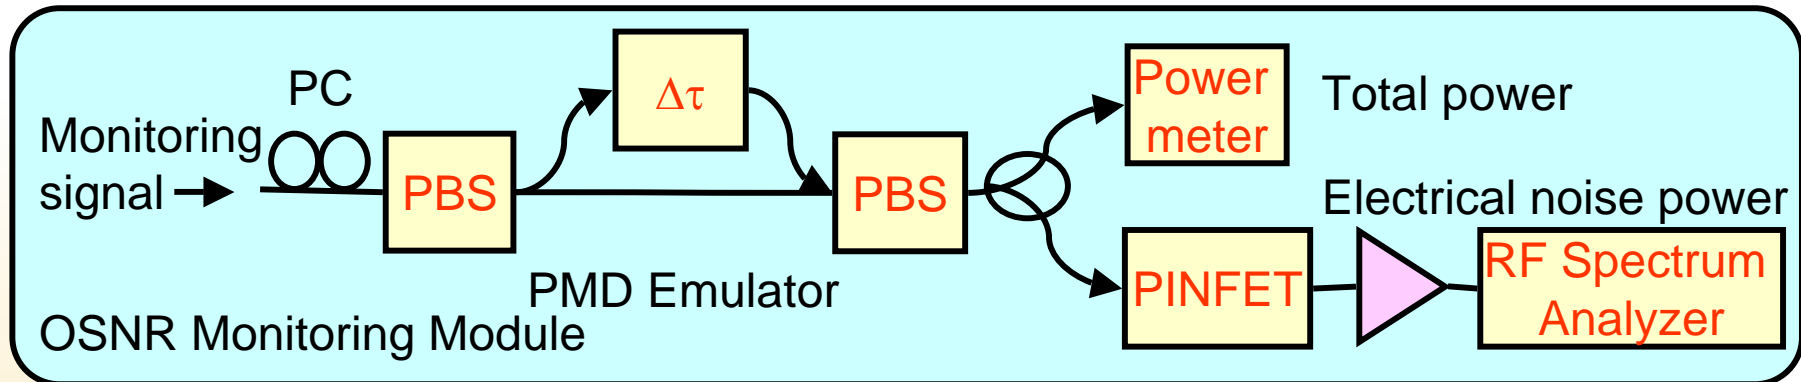 PC
Monitoring
signal
PBS
Δτ
PBS
PMD Emulator
Power
meter
Total power
Electrical noise power
PINFET
RF Spectrum
Analyzer
OSNR Monitoring Module